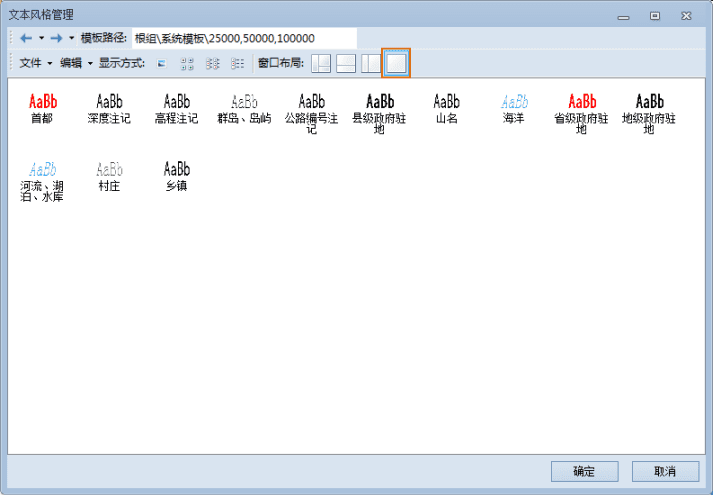 文本风格管理
模板路径: 根组\系统模板\25000,50000,100000
文件 编辑 显示方式: 窗口布局:
AaBb AaBb AaBb AaBb AaBb AaBb AaBb AaBb AaBb AaBb
首都 深度注记 高程注记 群岛、岛屿 公路编号注记 县级政府驻地 山名 海洋 省级政府驻地 地级政府驻地
AaBb AaBb AaBb
河流、湖泊、水库 村庄 乡镇
确定 取消